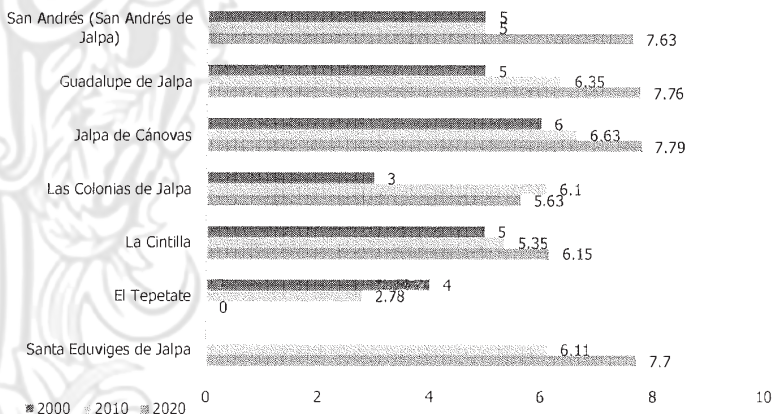 San Andrés (San Andrés de
Jalpa)
5
5
7.63
Guadalupe de Jalpa
5
6.35
7.76
Jalpa de Cánovas
6
6.63
7.79
Las Colonias de Jalpa
3
6.1
5.63
La Cintilla
5
5.35
6.15
El Tepetate
4
2.78
0
Santa Eduviges de Jalpa
6.11
7.7
0 2 4 6 8 10
2000 2010 2020